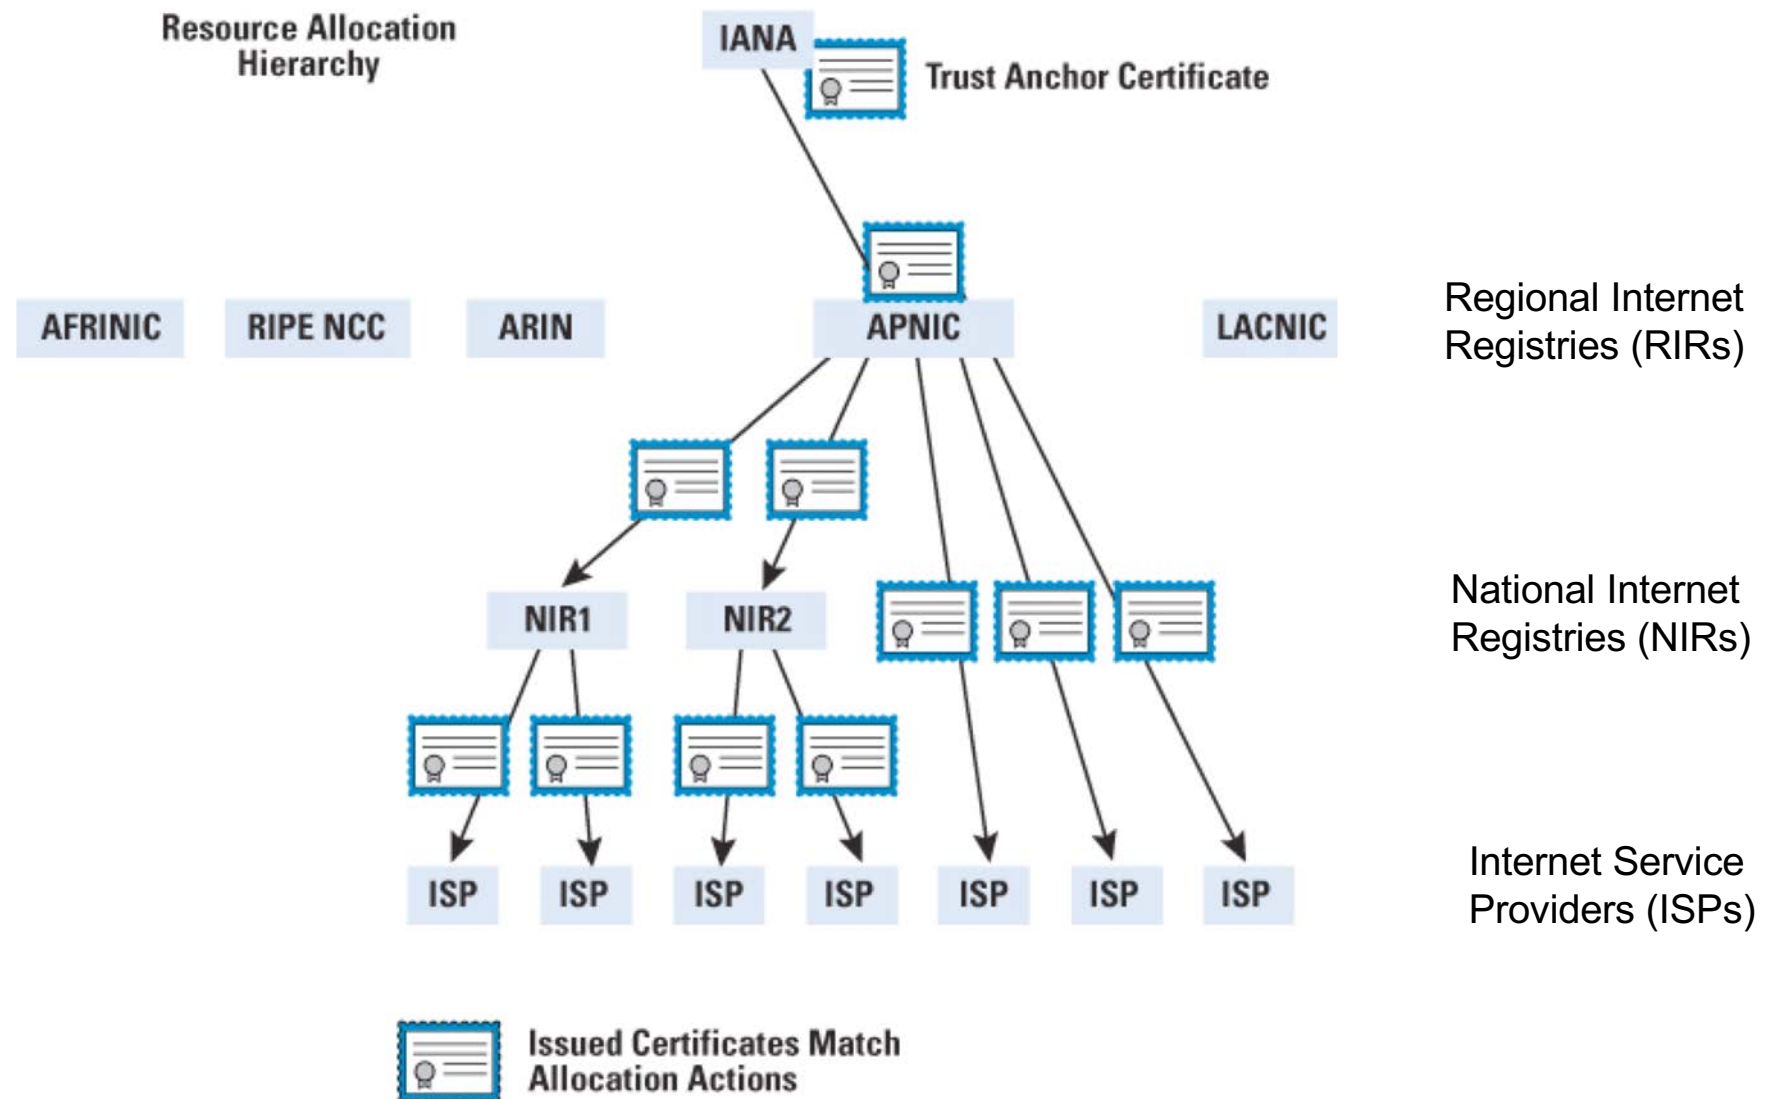 Resource Allocation
Hierarchy
IANA
Trust Anchor Certificate
AFRINIC
RIPE NCC
ARIN
APNIC
LACNIC
Regional Internet
Registries (RIRs)
NIR1
NIR2
National Internet
Registries (NIRs)
ISP
ISP
ISP
ISP
ISP
ISP
ISP
Internet Service
Providers (ISPs)
Issued Certificates Match
Allocation Actions